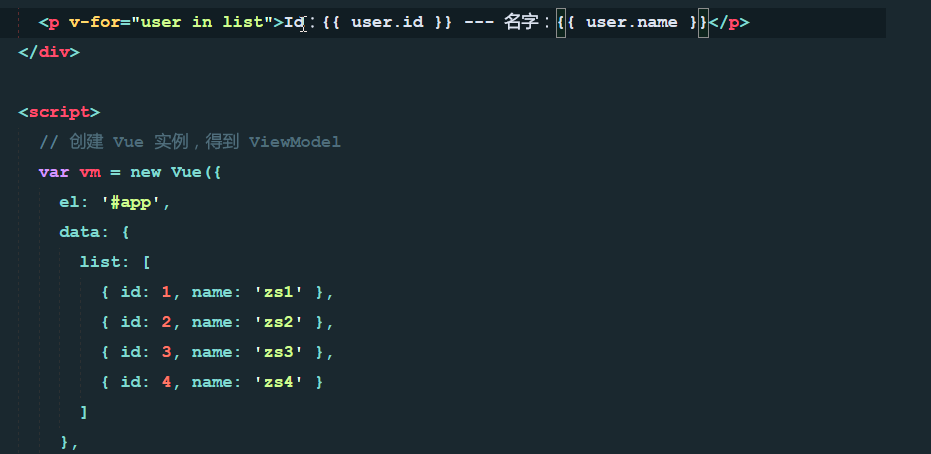 <p v-for="user in list">Id：{{ user.id }} --- 名字：{{ user.name }}</p>
</div>
<script>
// 创建 Vue 实例，得到 ViewModel
var vm = new Vue({
el: '#app',
data: {
list: [
{ id: 1, name: 'zs1' },
{ id: 2, name: 'zs2' },
{ id: 3, name: 'zs3' },
{ id: 4, name: 'zs4' }
]
},